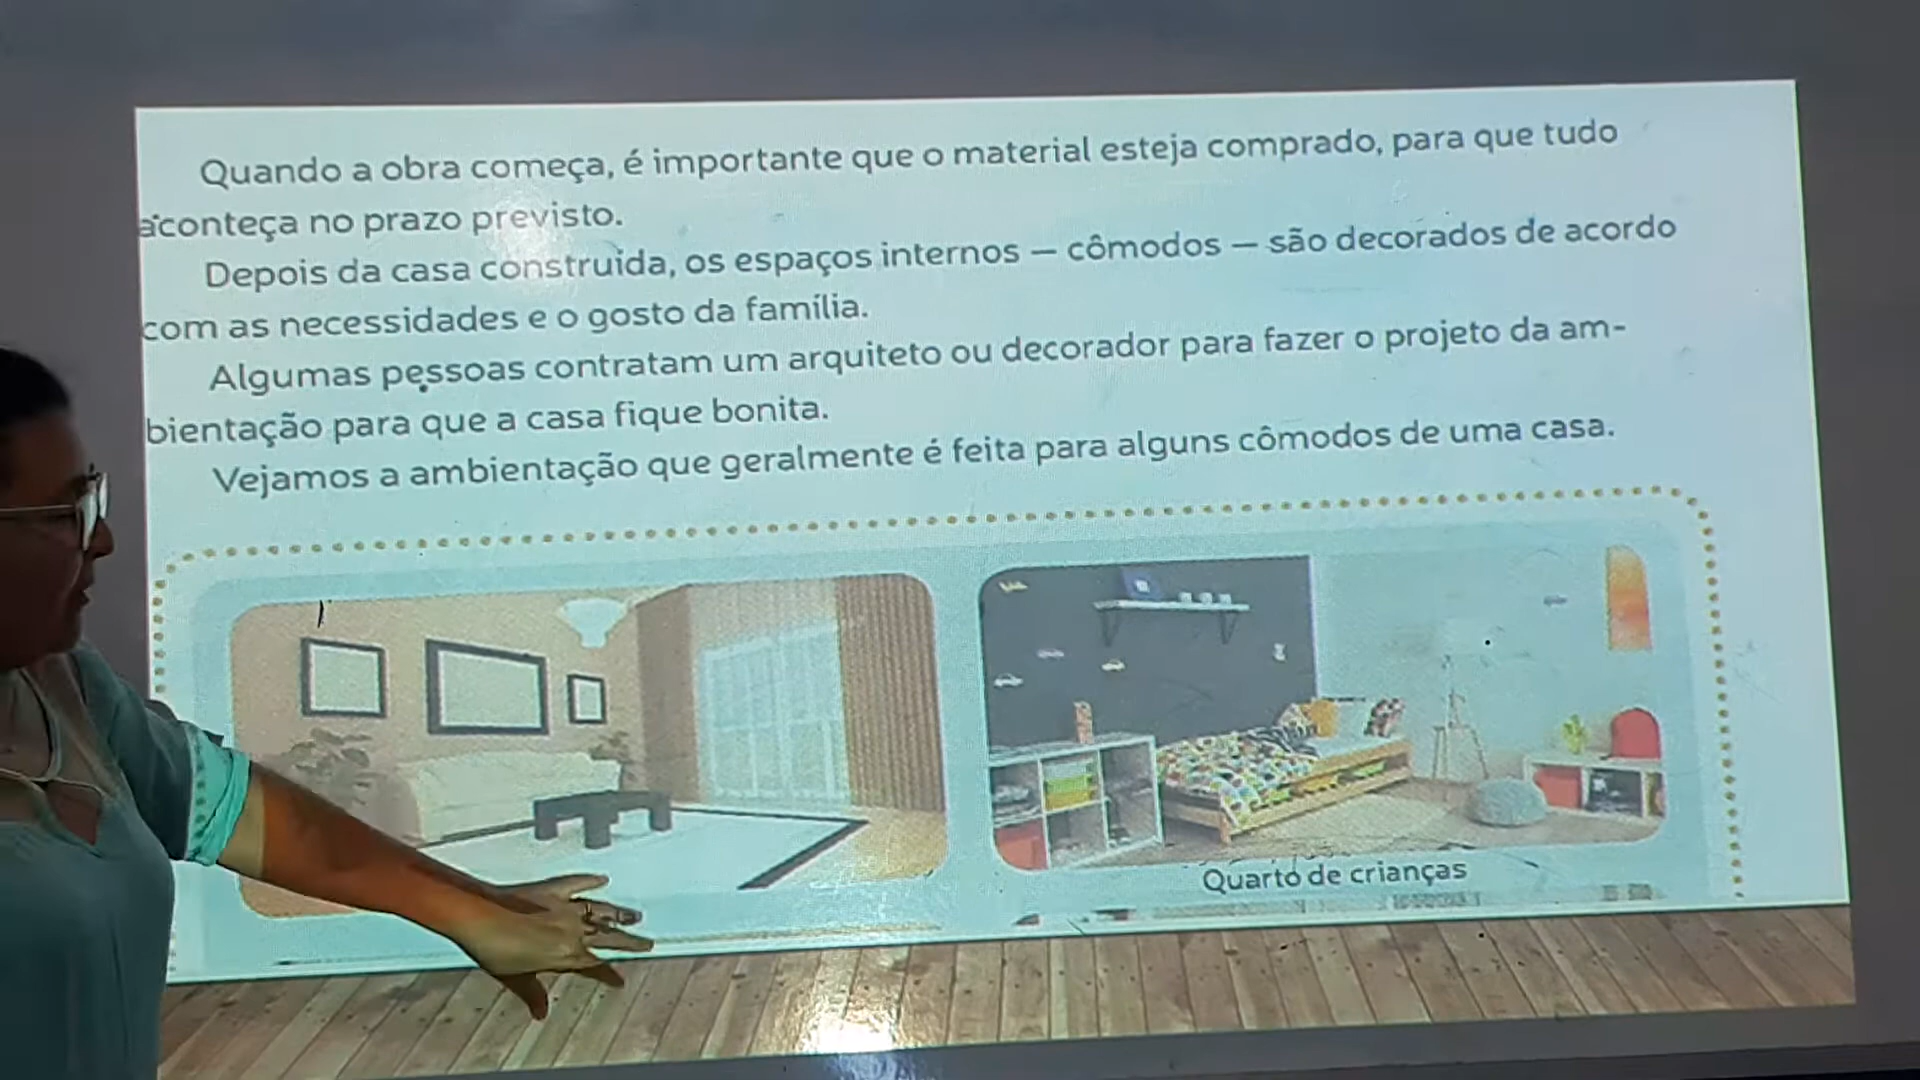 Quando a obra começa, é importante que o material esteja comprado, para que tudo
aconteça no prazo previsto.
Depois da casa construída, os espaços internos — cômodos — são decorados de acordo
com as necessidades e o gosto da família.
Algumas pessoas contratam um arquiteto ou decorador para fazer o projeto da am-
bientação para que a casa fique bonita.
Vejamos a ambientação que geralmente é feita para alguns cômodos de uma casa.
Quarto de crianças